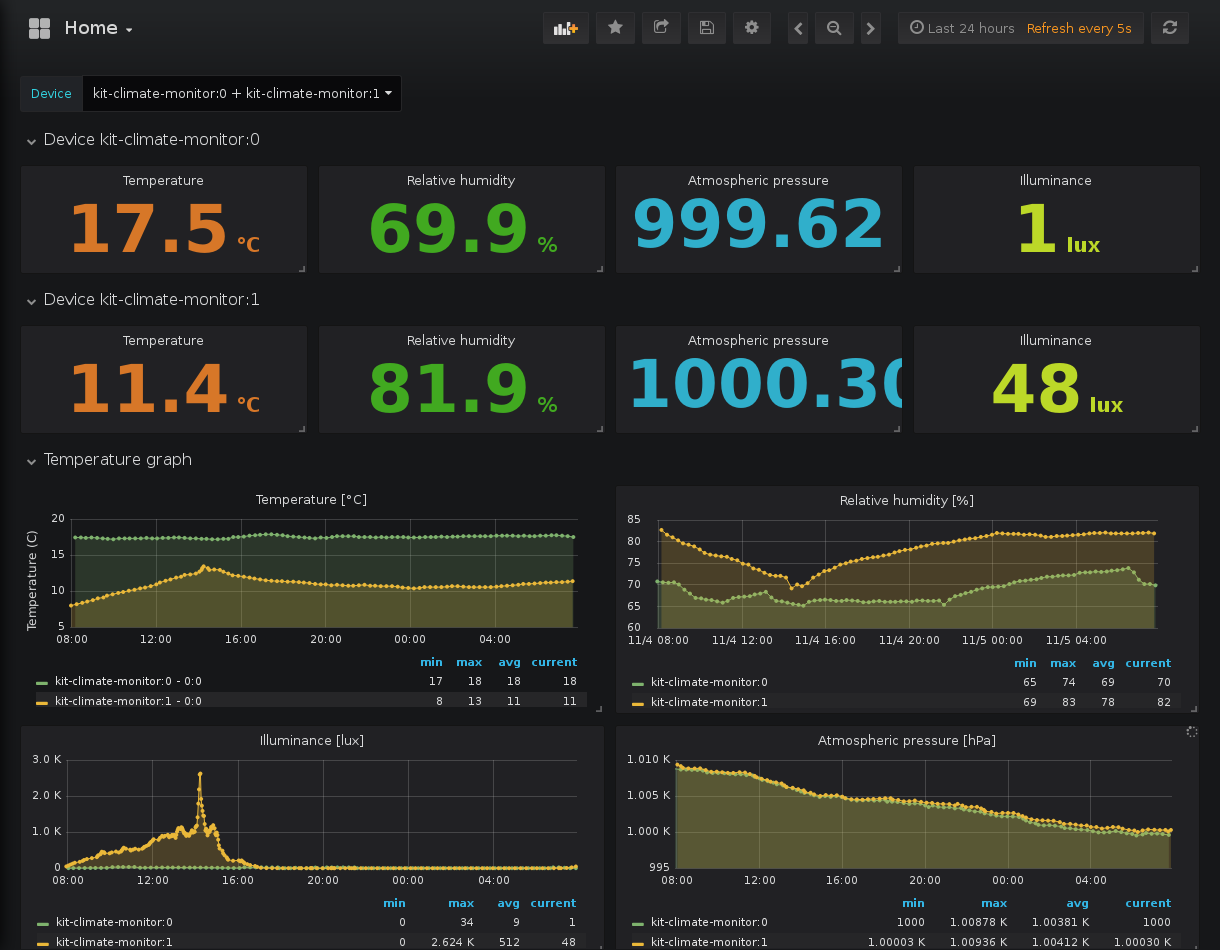 Home
Last 24 hours Refresh every 5s
Device kit-climate-monitor:0 + kit-climate-monitor:1
Device kit-climate-monitor:0
Temperature Relative humidity Atmospheric pressure Illuminance
17.5 °C 69.9 % 999.62 1 lux
Device kit-climate-monitor:1
Temperature Relative humidity Atmospheric pressure Illuminance
11.4 °C 81.9 % 1000.30 48 lux
Temperature graph
Temperature [°C]
Temperature (C)
20
15
10
5
08:00 12:00 16:00 20:00 00:00 04:00
min max avg current
kit-climate-monitor:0 - 0:0 17 18 18 18
kit-climate-monitor:1 - 0:0 8 13 11 11
Relative humidity [%]
85
80
75
70
65
60
11/4 08:00 11/4 12:00 11/4 16:00 11/4 20:00 11/5 00:00 11/5 04:00
min max avg current
kit-climate-monitor:0 65 74 69 70
kit-climate-monitor:1 69 83 78 82
Illuminance [lux]
3.0 K
2.0 K
1.0 K
0
08:00 12:00 16:00 20:00 00:00 04:00
min max avg current
kit-climate-monitor:0 0 34 9 1
kit-climate-monitor:1 0 2.624 K 512 48
Atmospheric pressure [hPa]
1.010 K
1.005 K
1.000 K
995
08:00 12:00 16:00 20:00 00:00 04:00
min max avg current
kit-climate-monitor:0 1000 1.00878 K 1.00381 K 1000
kit-climate-monitor:1 1.00003 K 1.00936 K 1.00412 K 1.00030 K